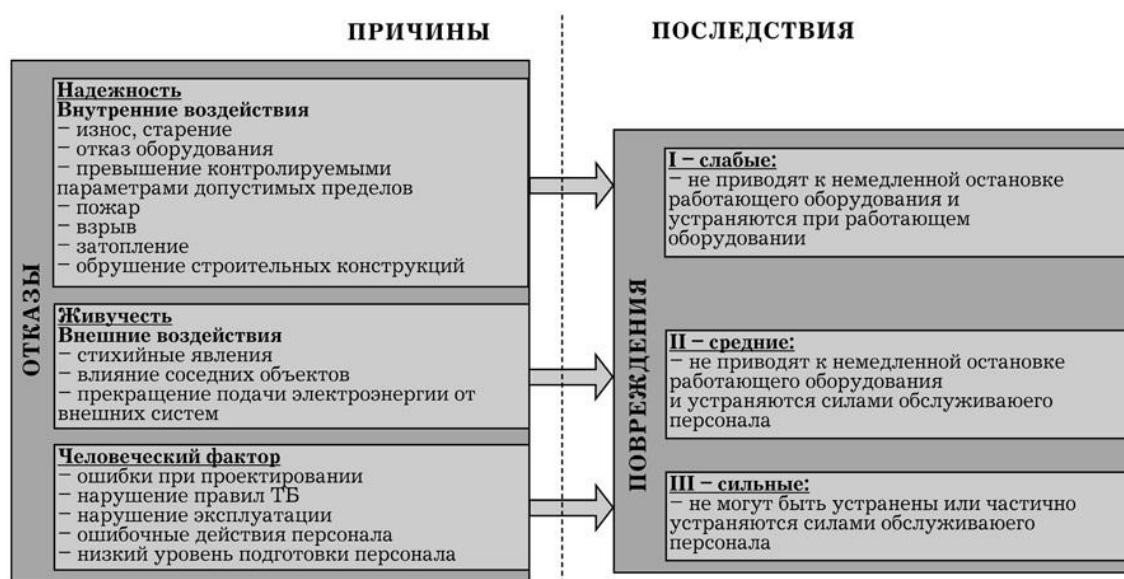 ПРИЧИНЫ
ПОСЛЕДСТВИЯ
ОТКАЗЫ
Надежность
Внутренние воздействия
– износ, старение
– отказ оборудования
– превышение контролируемыми
параметрами допустимых пределов
– пожар
– взрыв
– затопление
– обрушение строительных конструкций
Живучесть
Внешние воздействия
– стихийные явления
– влияние соседних объектов
– прекращение подачи электроэнергии от
внешних систем
Человеческий фактор
– ошибки при проектировании
– нарушение правил ТБ
– нарушение эксплуатации
– ошибочные действия персонала
– низкий уровень подготовки персонала
ПОВРЕЖДЕНИЯ
I – слабые:
– не приводят к немедленной остановке
работающего оборудования и
устраняются при работающем
оборудовании
II – средние:
– не приводят к немедленной остановке
работающего оборудования
и устраняются силами обслуживаюего
персонала
III – сильные:
– не могут быть устранены или частично
устраняются силами обслуживаюего
персонала